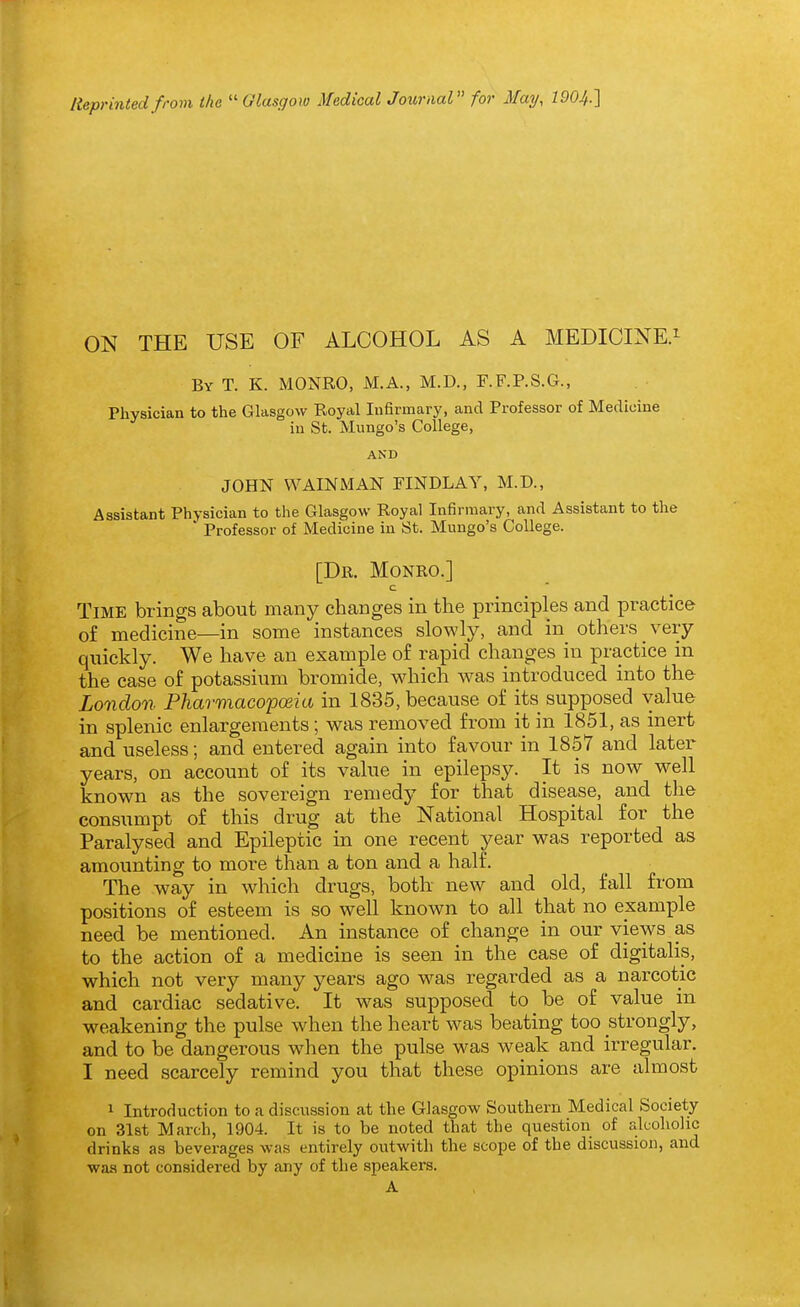 Reprinted from the “Glasgow Medical Journal” for May, 1904.]
ON THE USE OF ALCOHOL AS A MEDICINE.¹
By T. K. MONRO, M.A., M.D., F.F.P.S.G.,
Physician to the Glasgow Royal Infirmary, and Professor of Medicine
in St. Mungo's College,
AND
JOHN WAINMAN FINDLAY, M.D.,
Assistant Physician to the Glasgow Royal Infirmary, and Assistant to the
Professor of Medicine in St. Mungo's College.
[Dr. Monro.]
c
Time brings about many changes in the principles and practice
of medicine—in some instances slowly, and in others very
quickly. We have an example of rapid changes in practice in
the case of potassium bromide, which was introduced into the
London Pharmacopœia in 1835, because of its supposed value
in splenic enlargements; was removed from it in 1851, as inert
and useless; and entered again into favour in 1857 and later
years, on account of its value in epilepsy. It is now well
known as the sovereign remedy for that disease, and the
consumpt of this drug at the National Hospital for the
Paralysed and Epileptic in one recent year was reported as
amounting to more than a ton and a half.
The way in which drugs, both new and old, fall from
positions of esteem is so well known to all that no example
need be mentioned. An instance of change in our views as
to the action of a medicine is seen in the case of digitalis,
which not very many years ago was regarded as a narcotic
and cardiac sedative. It was supposed to be of value in
weakening the pulse when the heart was beating too strongly,
and to be dangerous when the pulse was weak and irregular.
I need scarcely remind you that these opinions are almost
¹ Introduction to a discussion at the Glasgow Southern Medical Society
on 31st March, 1904. It is to be noted that the question of alcoholic
drinks as beverages was entirely outwith the scope of the discussion, and
was not considered by any of the speakers.
A